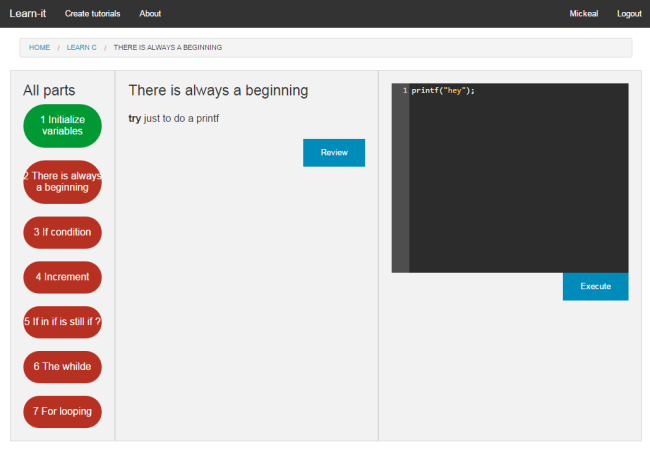 Learn-it Create tutorials About Mickeal Logout
HOME / LEARN C / THERE IS ALWAYS A BEGINNING
All parts
1 Initialize
variables
2 There is always
a beginning
3 If condition
4 Increment
5 If in if is still if ?
6 The whilde
7 For looping
There is always a beginning
try just to do a printf
Review
1 printf("hey");
Execute